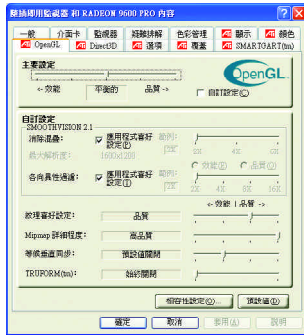 隨插即用監視器 和 RADEON 9600 PRO 內容
一般 介面卡 監視器 疑難排解 色彩管理 顯示 顏色
OpenGL Direct3D 選項 覆蓋 SMARTGART(tm)
主要設定
OpenGL
<- 效能 平衡的 品質 ->
自訂設定(C)
自訂設定
SMOOTHVISION 2.1
消除混疊:
應用程式喜好設定(P)
範例:
2X 4X 6X
最大解析度: 1600x1200
效能(E) 品質(Q)
各向異性過濾:
應用程式喜好設定(I)
範例:
2X 4X 8X 16X
<- 效能 | 品質 ->
紋理喜好設定: 品質
Mipmap 詳細程度: 高品質
等候垂直同步: 預設值關閉
TRUFORM(tm): 始終關閉
相容性設定(O)... 預設值(D)
確定 取消 套用(A) 說明